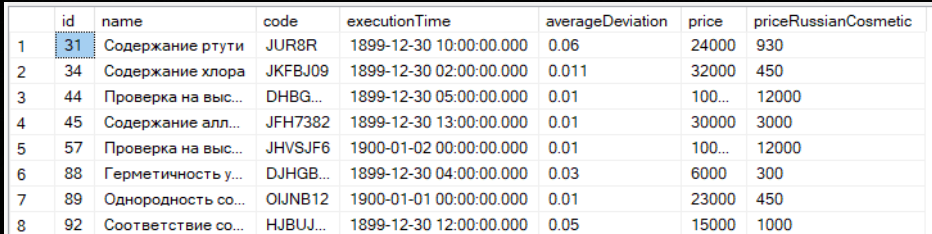 id name code executionTime averageDeviation price priceRussianCosmetic
1 31 Содержание ртути JUR8R 1899-12-30 10:00:00.000 0.06 24000 930
2 34 Содержание хлора JKFBJ09 1899-12-30 02:00:00.000 0.011 32000 450
3 44 Проверка на выс... DHBG... 1899-12-30 05:00:00.000 0.01 100... 12000
4 45 Содержание алл... JFH7382 1899-12-30 13:00:00.000 0.01 30000 3000
5 57 Проверка на выс... JHVSJF6 1900-01-02 00:00:00.000 0.01 100... 12000
6 88 Герметичность у... DJHGB... 1899-12-30 04:00:00.000 0.03 6000 300
7 89 Однородность со... OIJNB12 1900-01-01 00:00:00.000 0.01 23000 450
8 92 Соответствие со... HJBUJ... 1899-12-30 12:00:00.000 0.05 15000 1000